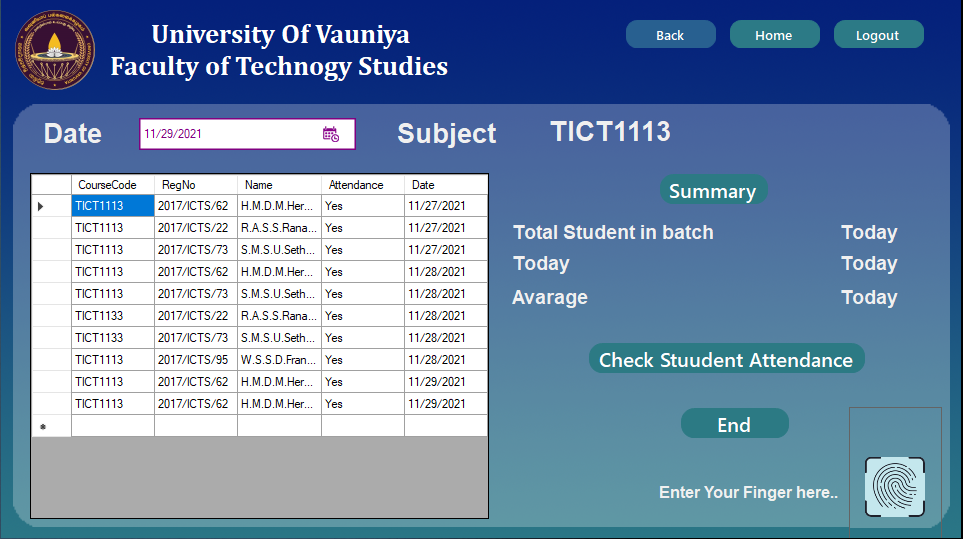 University Of Vauniya
Faculty of Technogy Studies
Back Home Logout
Date 11/29/2021 Subject TICT1113
CourseCode RegNo Name Attendance Date
TICT1113 2017/ICTS/62 H.M.D.M.Her... Yes 11/27/2021
TICT1113 2017/ICTS/22 R.A.S.S.Rana... Yes 11/27/2021
TICT1113 2017/ICTS/73 S.M.S.U.Seth... Yes 11/27/2021
TICT1113 2017/ICTS/62 H.M.D.M.Her... Yes 11/28/2021
TICT1113 2017/ICTS/73 S.M.S.U.Seth... Yes 11/28/2021
TICT1133 2017/ICTS/22 R.A.S.S.Rana... Yes 11/28/2021
TICT1133 2017/ICTS/73 S.M.S.U.Seth... Yes 11/28/2021
TICT1113 2017/ICTS/95 W.S.S.D.Fran... Yes 11/28/2021
TICT1113 2017/ICTS/62 H.M.D.M.Her... Yes 11/29/2021
TICT1113 2017/ICTS/62 H.M.D.M.Her... Yes 11/29/2021
Summary
Total Student in batch Today
Today Today
Avarage Today
Check Stuudent Attendance
End
Enter Your Finger here..